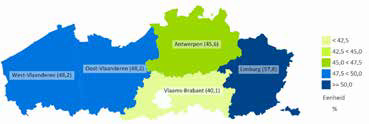 Antwerpen (45,6)
Oost-Vlaanderen (48,2)
Limburg (57,8)
West-Vlaanderen (48,2)
Vlaams-Brabant (40,1)
< 42,5
42,5 < 45,0
45,0 < 47,5
47,5 < 50,0
>= 50,0
Eenheid
%